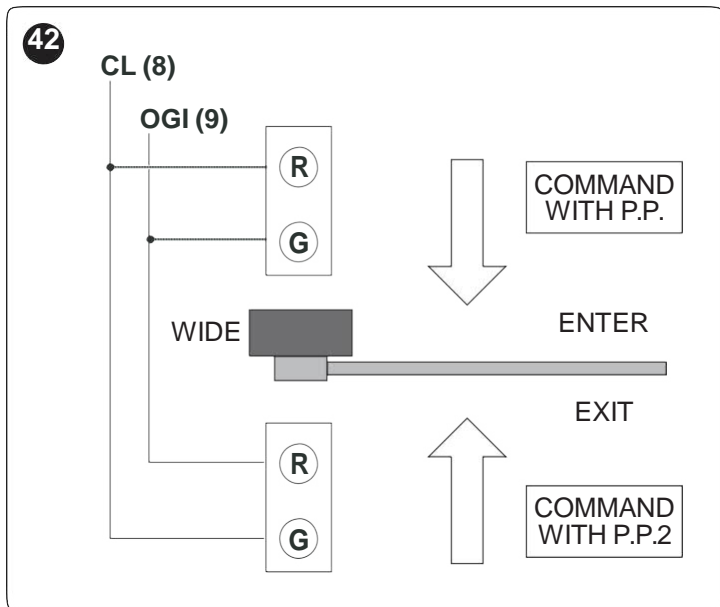 42
CL (8)
OGI (9)
R
G
COMMAND
WITH P.P.
WIDE
ENTER
EXIT
R
G
COMMAND
WITH P.P.2